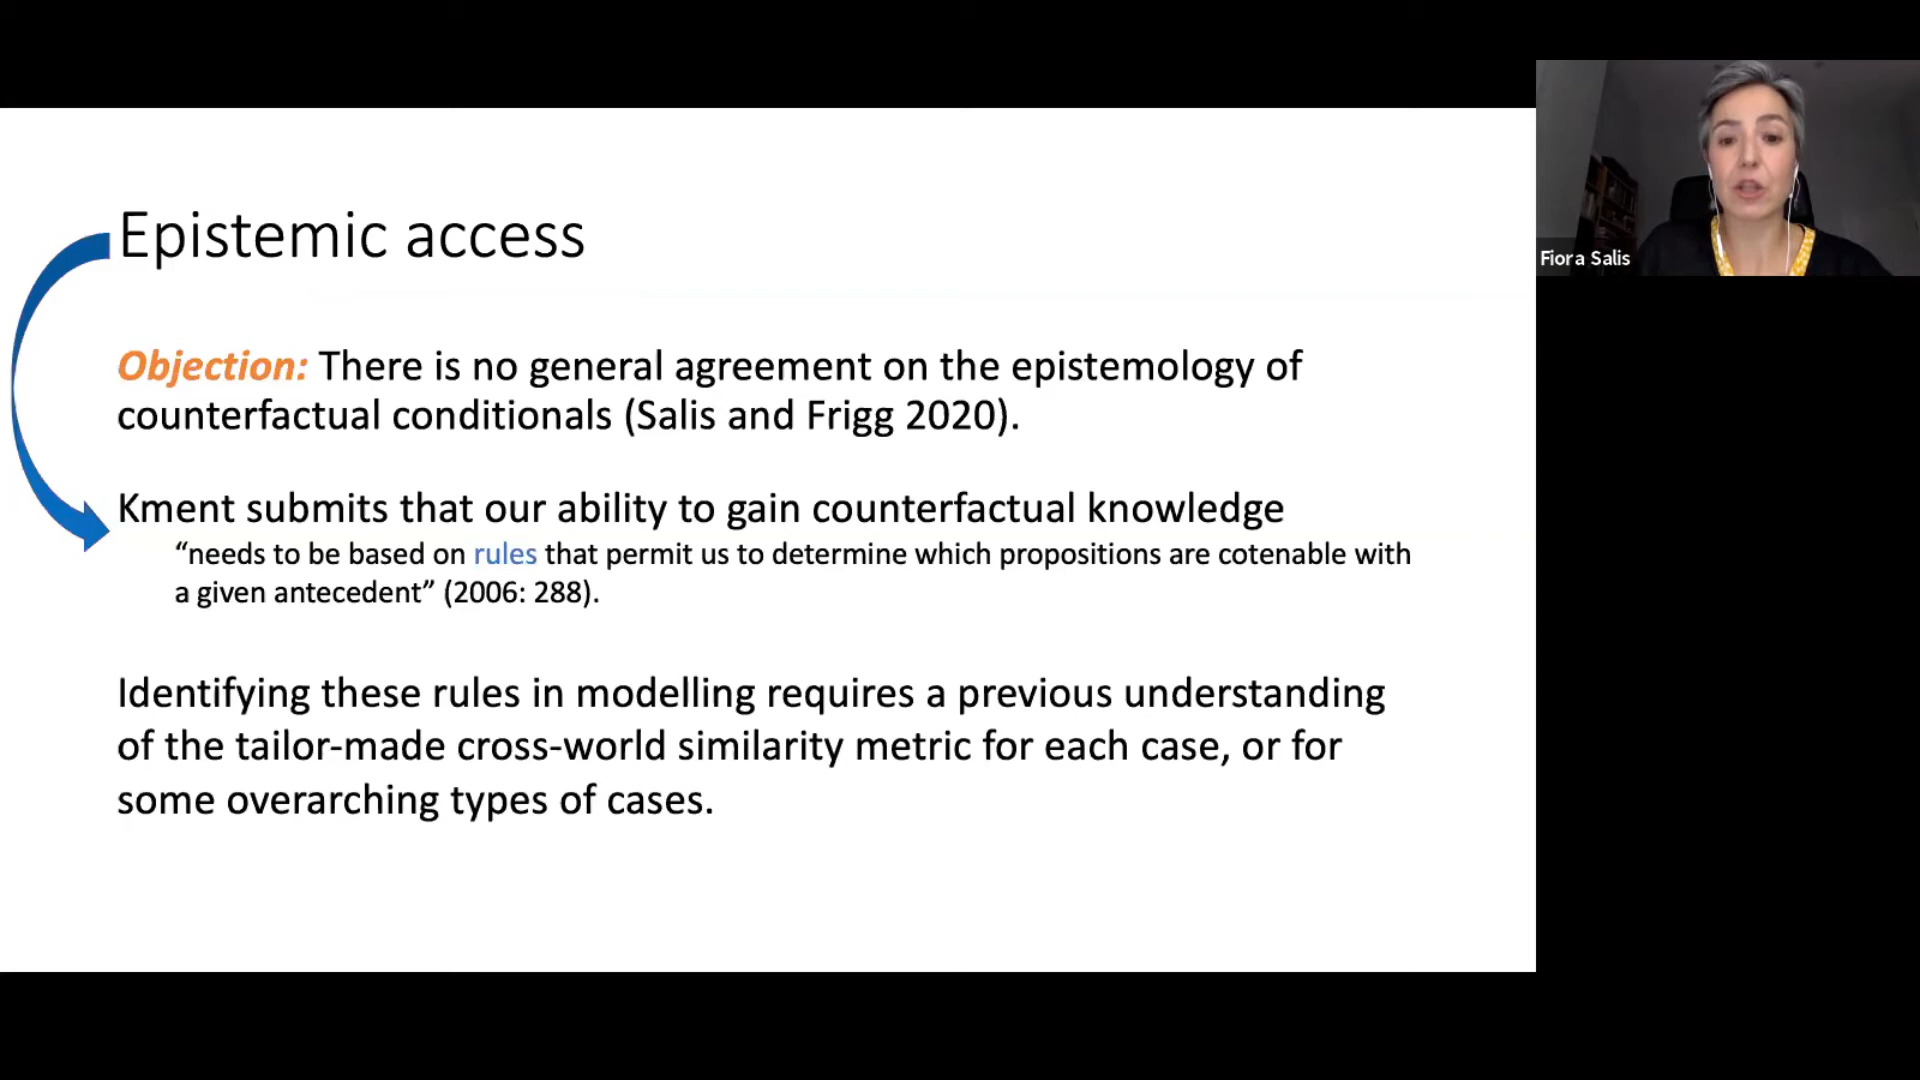 Epistemic access
Objection: There is no general agreement on the epistemology of
counterfactual conditionals (Salis and Frigg 2020).
Kment submits that our ability to gain counterfactual knowledge
“needs to be based on rules that permit us to determine which propositions are cotenable with
a given antecedent” (2006: 288).
Identifying these rules in modelling requires a previous understanding
of the tailor-made cross-world similarity metric for each case, or for
some overarching types of cases.
Fiora Salis